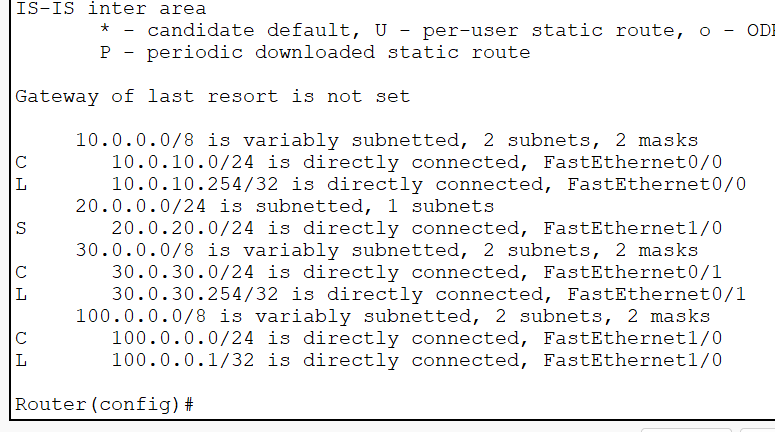 IS-IS inter area
* - candidate default, U - per-user static route, o -
P - periodic downloaded static route
Gateway of last resort is not set
10.0.0.0/8 is variably subnetted, 2 subnets, 2 masks
C 10.0.10.0/24 is directly connected, FastEthernet0/0
L 10.0.10.254/32 is directly connected, FastEthernet0/0
20.0.0.0/24 is subnetted, 1 subnets
S 20.0.20.0/24 is directly connected, FastEthernet1/0
30.0.0.0/8 is variably subnetted, 2 subnets, 2 masks
C 30.0.30.0/24 is directly connected, FastEthernet0/1
L 30.0.30.254/32 is directly connected, FastEthernet0/1
100.0.0.0/8 is variably subnetted, 2 subnets, 2 masks
C 100.0.0.0/24 is directly connected, FastEthernet1/0
L 100.0.0.1/32 is directly connected, FastEthernet1/0
Router(config)#